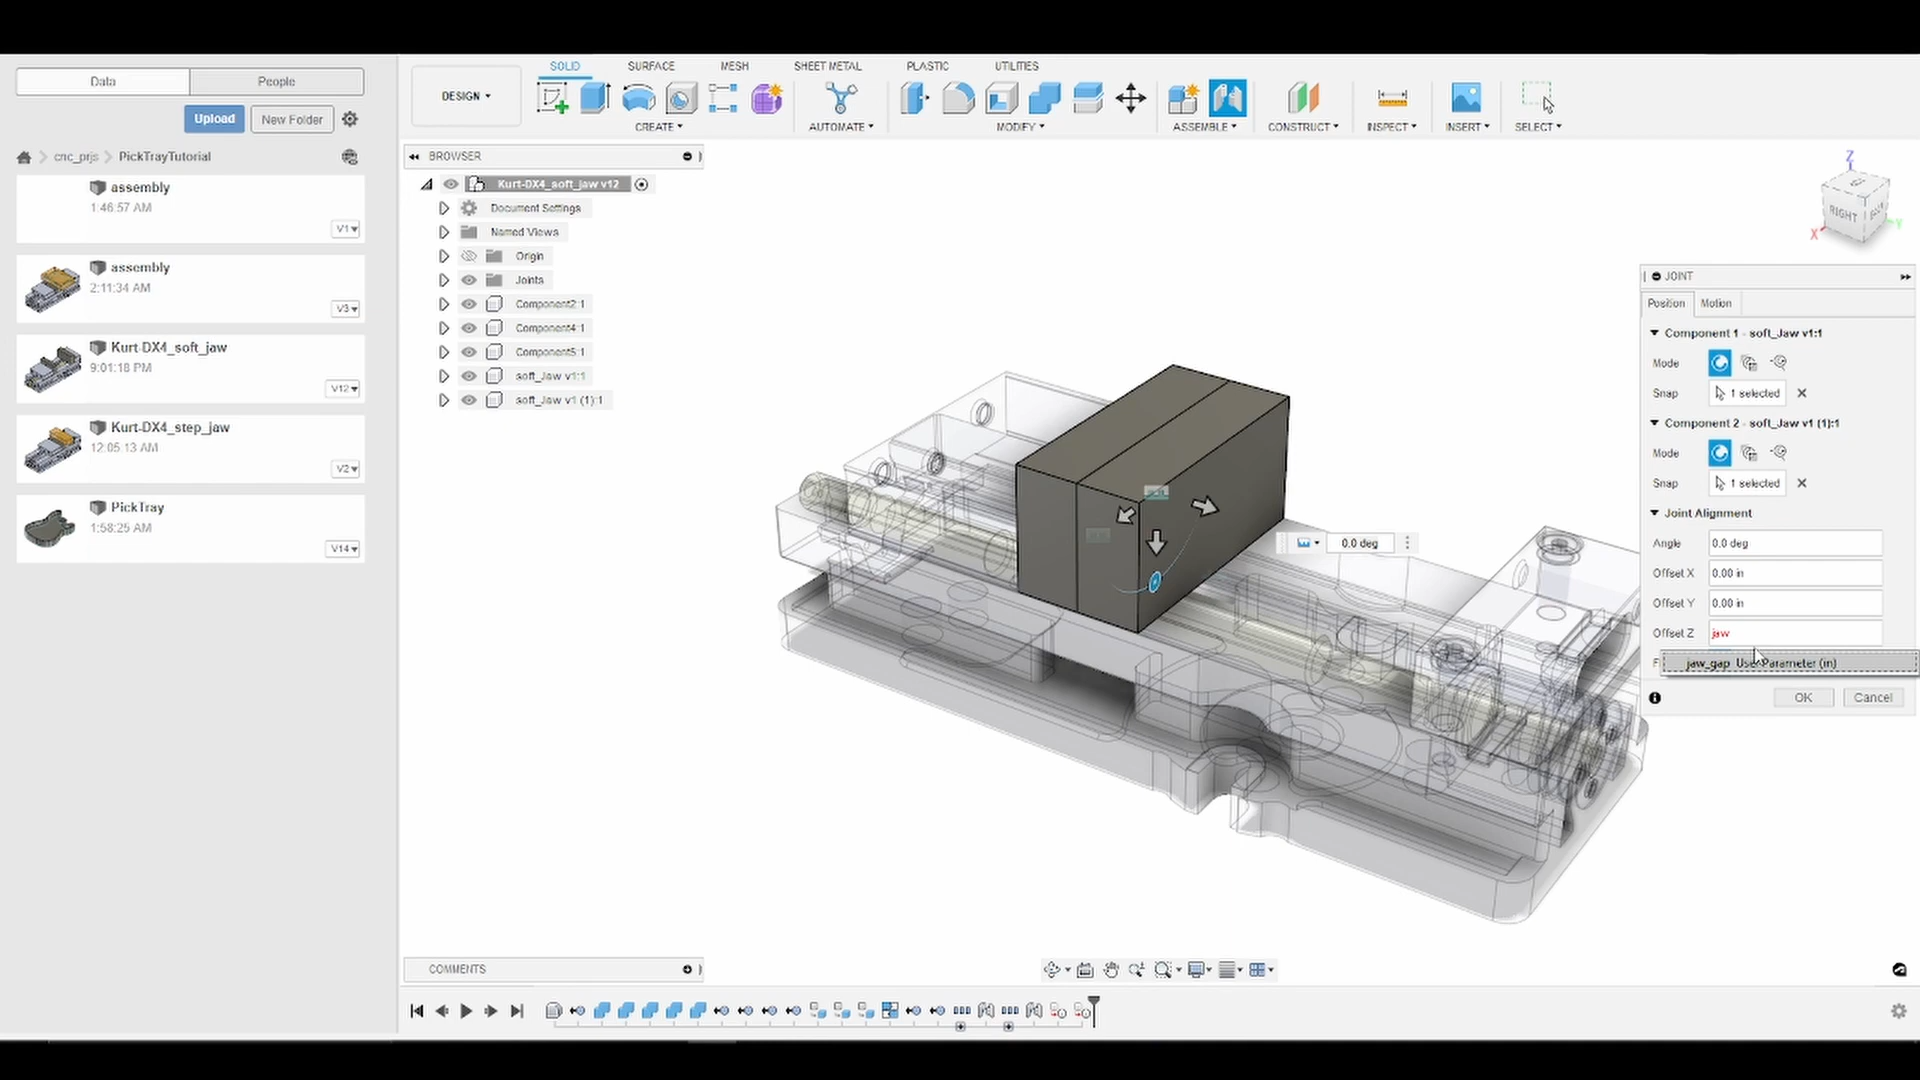 Data People
Upload New Folder
cnc_prjs PickTrayTutorial
assembly
1:46:57 AM
V1
assembly
2:11:34 AM
V3
Kurt-DX4_soft_jaw
9:01:18 PM
V12
Kurt-DX4_step_jaw
12:05:13 AM
V2
PickTray
1:58:25 AM
V14
DESIGN
SOLID SURFACE MESH SHEET METAL PLASTIC UTILITIES
CREATE AUTOMATE MODIFY ASSEMBLE CONSTRUCT INSPECT INSERT SELECT
BROWSER
Kurt-DX4_soft_jaw v12
Document Settings
Named Views
Origin
Joints
Component2:1
Component4:1
Component5:1
soft_Jaw v1:1
soft_Jaw v1 (1):1
Z
RIGHT
X
Y
0.0 deg
JOINT
Position Motion
Component 1 - soft_Jaw v1:1
Mode
Snap 1 selected
Component 2 - soft_Jaw v1 (1):1
Mode
Snap 1 selected
Joint Alignment
Angle 0.0 deg
Offset X 0.00 in
Offset Y 0.00 in
Offset Z jaw
F jaw_gap User Parameter (in)
OK Cancel
COMMENTS